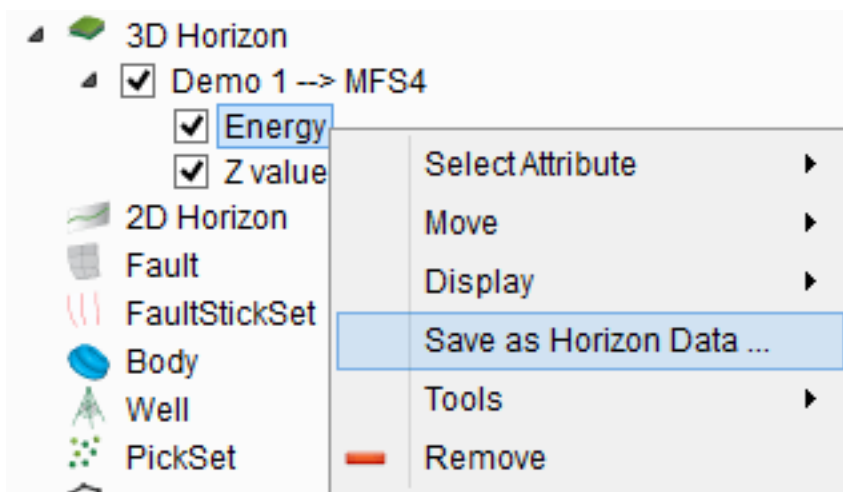 3D Horizon
Demo 1 --> MFS4
Energy
Z value
2D Horizon
Fault
FaultStickSet
Body
Well
PickSet
Select Attribute
Move
Display
Save as Horizon Data ...
Tools
Remove